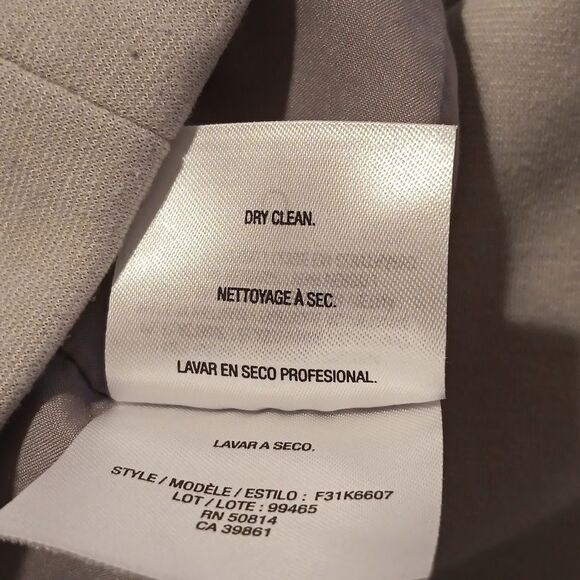 DRY CLEAN.
NETTOYAGE À SEC.
LAVAR EN SECO PROFESIONAL.
LAVAR A SECO.
STYLE / MODÈLE / ESTILO : F31K6607
LOT / LOTE : 99465
RN 50814
CA 39861